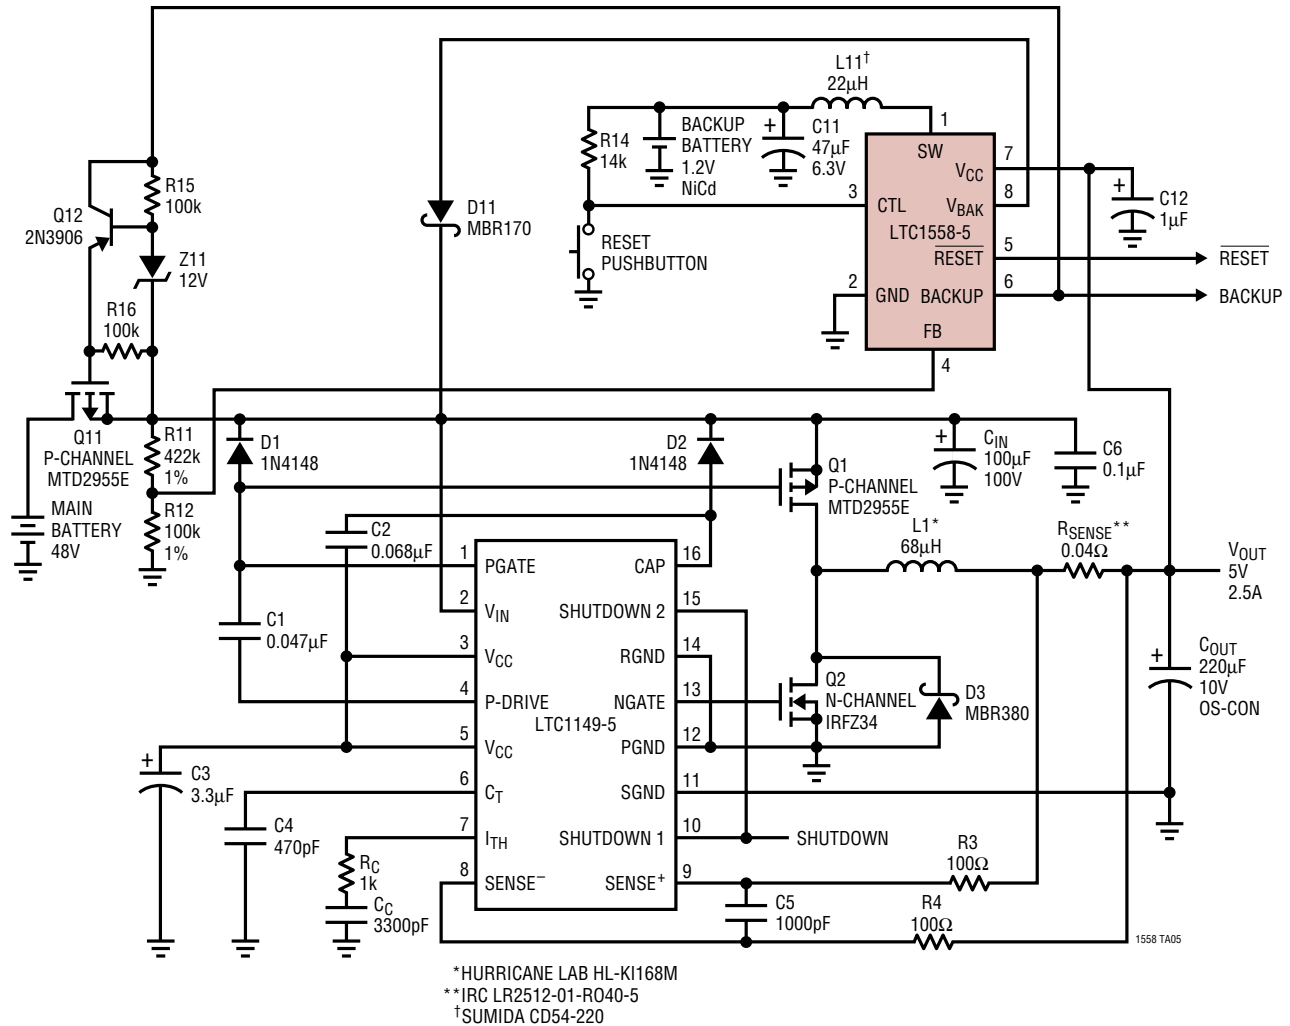 L11†
22µH
R14
14k
BACKUP
BATTERY
1.2V
NiCd
+
C11
47µF
6.3V
1
SW
VCC
7
VBAK
8
3
CTL
LTC1558-5
RESET
5
2
GND
BACKUP
6
FB
4
+
C12
1µF
RESET
BACKUP
RESET
PUSHBUTTON
D11
MBR170
R15
100k
Q12
2N3906
Z11
12V
R16
100k
Q11
P-CHANNEL
MTD2955E
R11
422k
1%
MAIN
BATTERY
48V
R12
100k
1%
D1
1N4148
D2
1N4148
Q1
P-CHANNEL
MTD2955E
+
CIN
100µF
100V
C6
0.1µF
C2
0.068µF
L1*
68µH
RSENSE**
0.04Ω
VOUT
5V
2.5A
C1
0.047µF
1
PGATE
CAP
16
2
VIN
SHUTDOWN 2
15
3
VCC
RGND
14
4
P-DRIVE
NGATE
13
LTC1149-5
5
VCC
PGND
12
6
CT
SGND
11
7
ITH
SHUTDOWN 1
10
8
SENSE–
SENSE+
9
Q2
N-CHANNEL
IRFZ34
D3
MBR380
+
COUT
220µF
10V
OS-CON
+
C3
3.3µF
C4
470pF
RC
1k
CC
3300pF
SHUTDOWN
R3
100Ω
C5
1000pF
R4
100Ω
1558 TA05
*HURRICANE LAB HL-KI168M
**IRC LR2512-01-RO40-5
†SUMIDA CD54-220